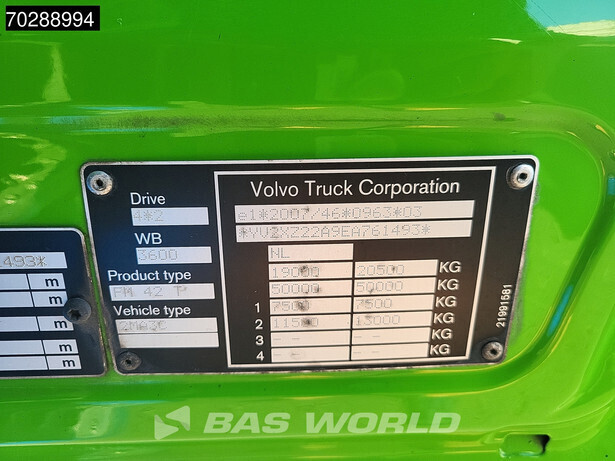 70288994
Volvo Truck Corporation
Drive
4*2
e1*2007/46*0963*03
WB
*YV2XZ222A9EA761493*
3600
NL
493*
Product type
19000 20500 KG
m
FM 42 T
50000 50000 KG
Vehicle type
1 7500 7500 KG
m
2 11500 13000 KG
3 -- -- KG
m
4 -- -- KG
m
21991581
BAS WORLD